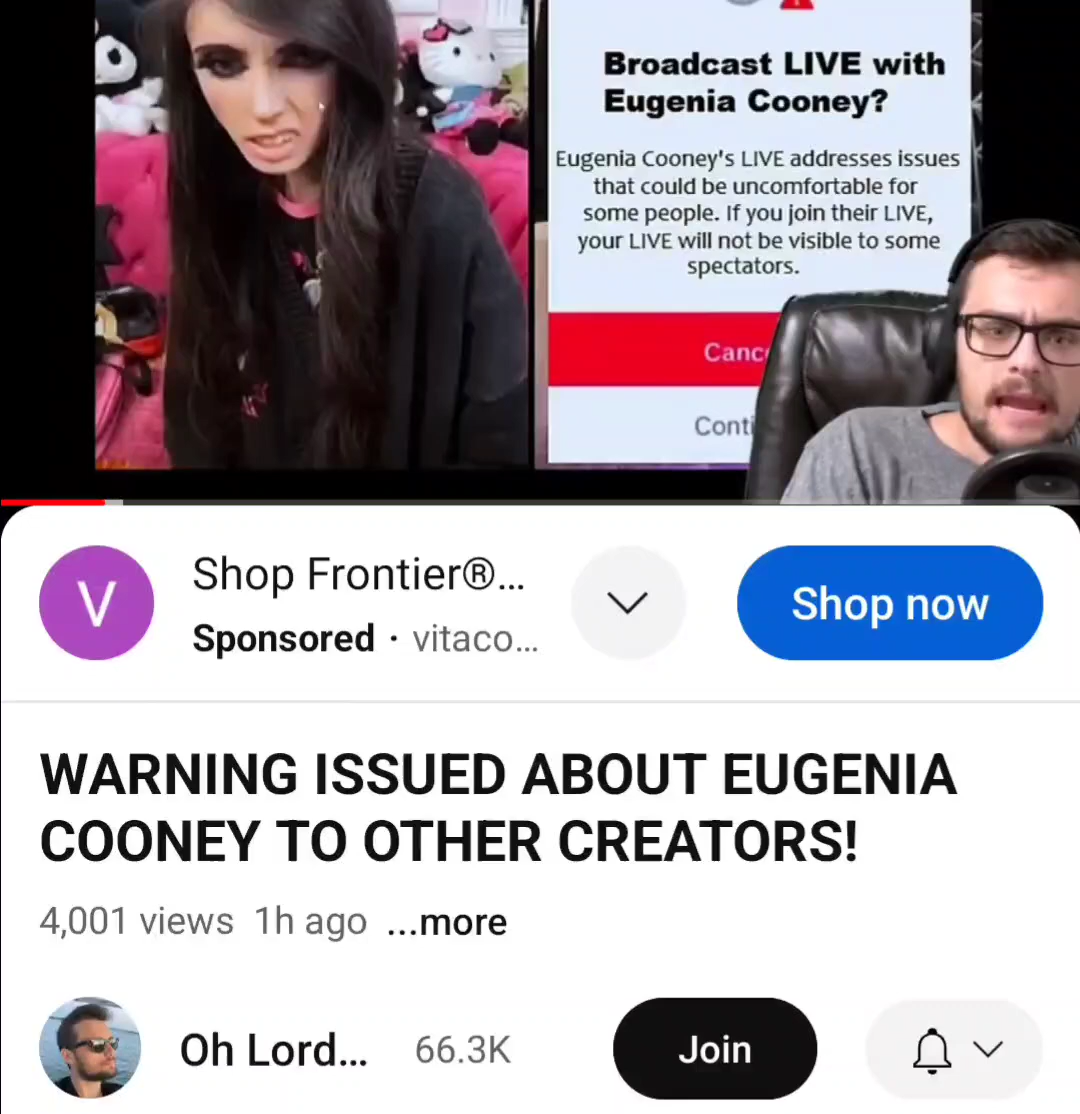 Broadcast LIVE with
Eugenia Cooney?
Eugenia Cooney's LIVE addresses issues
that could be uncomfortable for
some people. If you join their LIVE,
your LIVE will not be visible to some
spectators.
Canc
Conti
V
Shop Frontier®...
Sponsored · vitaco...
Shop now
WARNING ISSUED ABOUT EUGENIA
COONEY TO OTHER CREATORS!
4,001 views 1h ago ...more
Oh Lord... 66.3K
Join